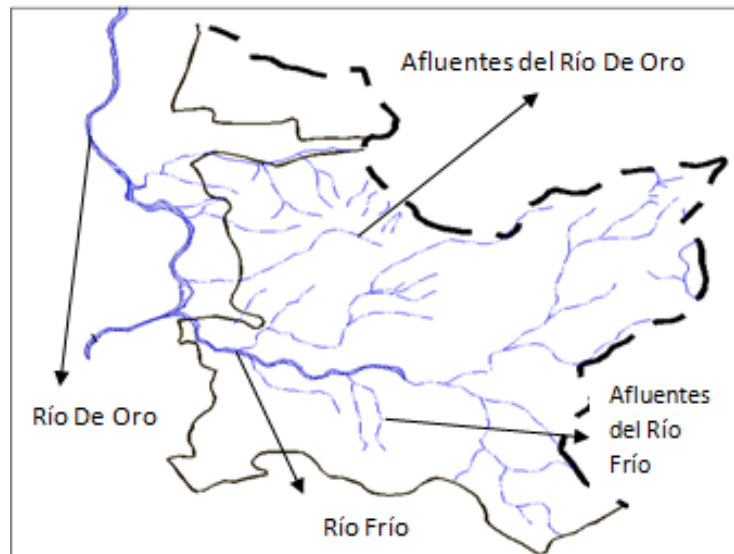 Afluentes del Río De Oro
Río De Oro
Afluentes
del Río
Frío
Río Frío